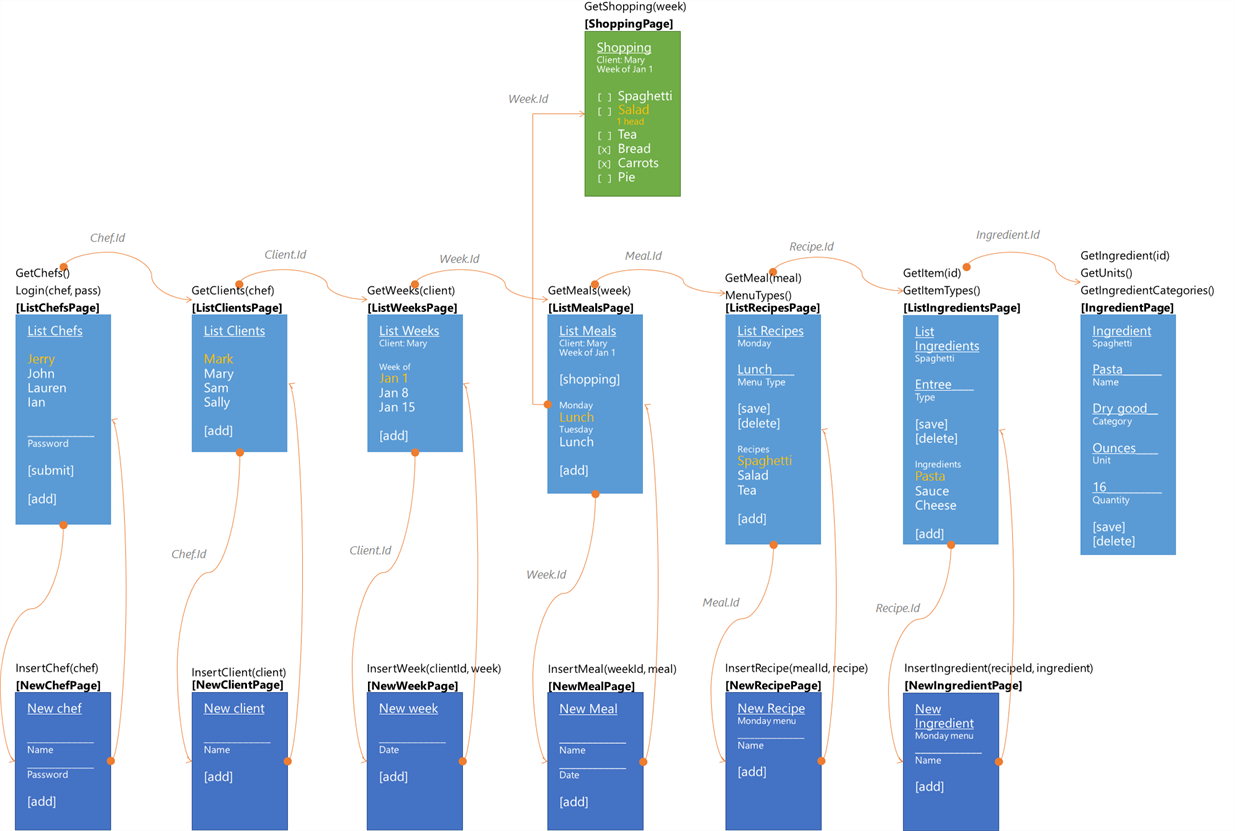 GetShopping(week)
[ShoppingPage]
Shopping
Client: Mary
Week of Jan 1
[ ] Spaghetti
[ ] Salad
1 head
[ ] Tea
[x] Bread
[x] Carrots
[ ] Pie
Week.Id
Chef.Id
Client.Id
Week.Id
Meal.Id
Recipe.Id
Ingredient.Id
GetChefs()
Login(chef, pass)
[ListChefsPage]
List Chefs
Jerry
John
Lauren
Ian
Password
[submit]
[add]
GetClients(chef)
[ListClientsPage]
List Clients
Mark
Mary
Sam
Sally
[add]
GetWeeks(client)
[ListWeeksPage]
List Weeks
Client: Mary
Week of
Jan 1
Jan 8
Jan 15
[add]
GetMeals(week)
[ListMealsPage]
List Meals
Client: Mary
Week of Jan 1
[shopping]
Monday
Lunch
Tuesday
Lunch
[add]
GetMeal(meal)
MenuTypes()
[ListRecipesPage]
List Recipes
Monday
Lunch____
Menu Type
[save]
[delete]
Recipes
Spaghetti
Salad
Tea
[add]
GetItem(id)
GetItemTypes()
[ListIngredientsPage]
List
Ingredients
Spaghetti
Entree____
Type
[save]
[delete]
Ingredients
Pasta
Sauce
Cheese
[add]
GetIngredient(id)
GetUnits()
GetIngredientCategories()
[IngredientPage]
Ingredient
Spaghetti
Pasta_______
Name
Dry good__
Category
Ounces____
Unit
16__________
Quantity
[save]
[delete]
Chef.Id
Client.Id
Week.Id
Meal.Id
Recipe.Id
InsertChef(chef)
[NewChefPage]
New chef
Name
Password
[add]
InsertClient(client)
[NewClientPage]
New client
Name
[add]
InsertWeek(clientId, week)
[NewWeekPage]
New week
Date
[add]
InsertMeal(weekId, meal)
[NewMealPage]
New Meal
Name
Date
[add]
InsertRecipe(mealId, recipe)
[NewRecipePage]
New Recipe
Monday menu
Name
[add]
InsertIngredient(recipeId, ingredient)
[NewIngredientPage]
New
Ingredient
Monday menu
Name
[add]